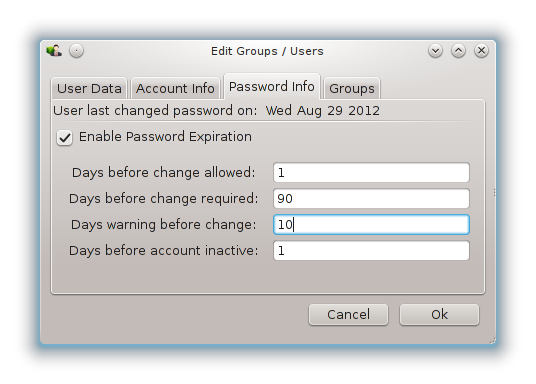 Edit Groups / Users
User Data Account Info Password Info Groups
User last changed password on: Wed Aug 29 2012
Enable Password Expiration
Days before change allowed: 1
Days before change required: 90
Days warning before change: 10
Days before account inactive: 1
Cancel Ok